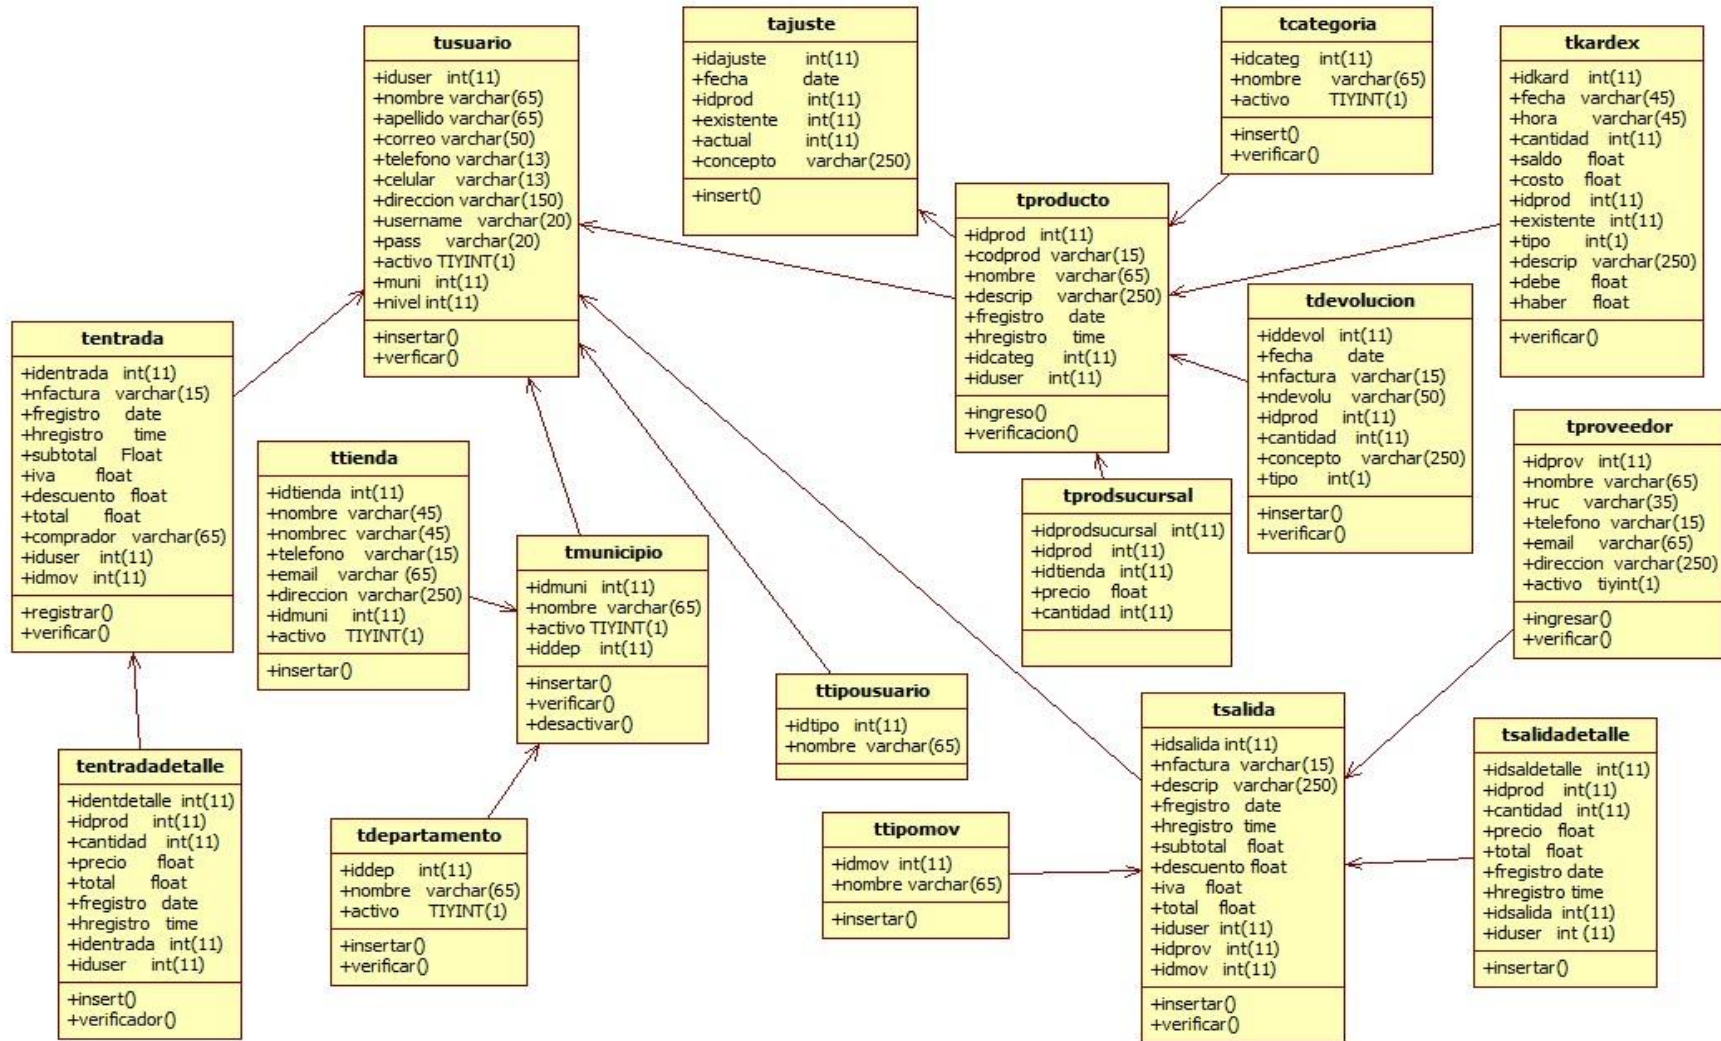 tusuario
+iduser int(11)
+nombre varchar(65)
+apellido varchar(65)
+correo varchar(50)
+telefono varchar(13)
+celular varchar(13)
+direccion varchar(150)
+username varchar(20)
+pass varchar(20)
+activo TIYINT(1)
+muni int(11)
+nivel int(11)
+insertar()
+verficar()
tajuste
+idajuste int(11)
+fecha date
+idprod int(11)
+existente int(11)
+actual int(11)
+concepto varchar(250)
+insert()
tcategoria
+idcateg int(11)
+nombre varchar(65)
+activo TIYINT(1)
+insert()
+verificar()
tkardex
+idkard int(11)
+fecha varchar(45)
+hora varchar(45)
+cantidad int(11)
+saldo float
+costo float
+idprod int(11)
+existente int(11)
+tipo int(1)
+descrip varchar(250)
+debe float
+haber float
+verificar()
tproducto
+idprod int(11)
+codprod varchar(15)
+nombre varchar(65)
+descrip varchar(250)
+fregistro date
+hregistro time
+idcateg int(11)
+iduser int(11)
+ingreso()
+verificacion()
tdevolucion
+iddevol int(11)
+fecha date
+nfactura varchar(15)
+ndevolu varchar(50)
+idprod int(11)
+cantidad int(11)
+concepto varchar(250)
+tipo int(1)
+insertar()
+verificar()
tentrada
+identrada int(11)
+nfactura varchar(15)
+fregistro date
+hregistro time
+subtotal Float
+iva float
+descuento float
+total float
+comprador varchar(65)
+iduser int(11)
+idmov int(11)
+registrar()
+verificar()
ttienda
+idtienda int(11)
+nombre varchar(45)
+nombrec varchar(45)
+telefono varchar(15)
+email varchar (65)
+direccion varchar(250)
+idmuni int(11)
+activo TIYINT(1)
+insertar()
tmunicipio
+idmuni int(11)
+nombre varchar(65)
+activo TIYINT(1)
+iddep int(11)
+insertar()
+verificar()
+desactivar()
tprodsucursal
+idprodsucursal int(11)
+idprod int(11)
+idtienda int(11)
+precio float
+cantidad int(11)
tproveedor
+idprov int(11)
+nombre varchar(65)
+ruc varchar(35)
+telefono varchar(15)
+email varchar(65)
+direccion varchar(250)
+activo tiyint(1)
+ingresar()
+verificar()
ttipousuario
+idtipo int(11)
+nombre varchar(65)
tentradadetalle
+identdetalle int(11)
+idprod int(11)
+cantidad int(11)
+precio float
+total float
+fregistro date
+hregistro time
+identrada int(11)
+iduser int(11)
+insert()
+verificador()
tdepartamento
+iddep int(11)
+nombre varchar(65)
+activo TIYINT(1)
+insertar()
+verificar()
ttipomov
+idmov int(11)
+nombre varchar(65)
+insertar()
tsalida
+idsalida int(11)
+nfactura varchar(15)
+descrip varchar(250)
+fregistro date
+hregistro time
+subtotal float
+descuento float
+iva float
+total float
+iduser int(11)
+idprov int(11)
+idmov int(11)
+insertar()
+verificar()
tsalidadetalle
+idsaldetalle int(11)
+idprod int(11)
+cantidad int(11)
+precio float
+total float
+fregistro date
+hregistro time
+idsalida int(11)
+iduser int (11)
+insertar()